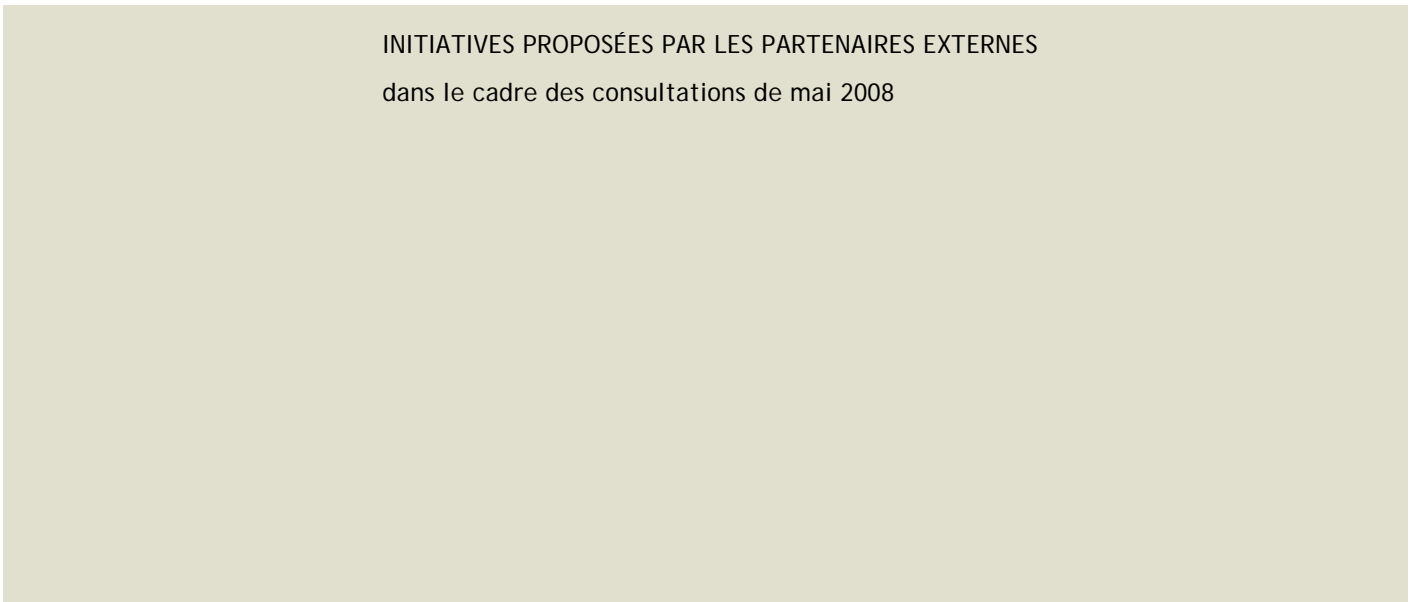 INITIATIVES PROPOSÉES PAR LES PARTENAIRES EXTERNES
dans le cadre des consultations de mai 2008